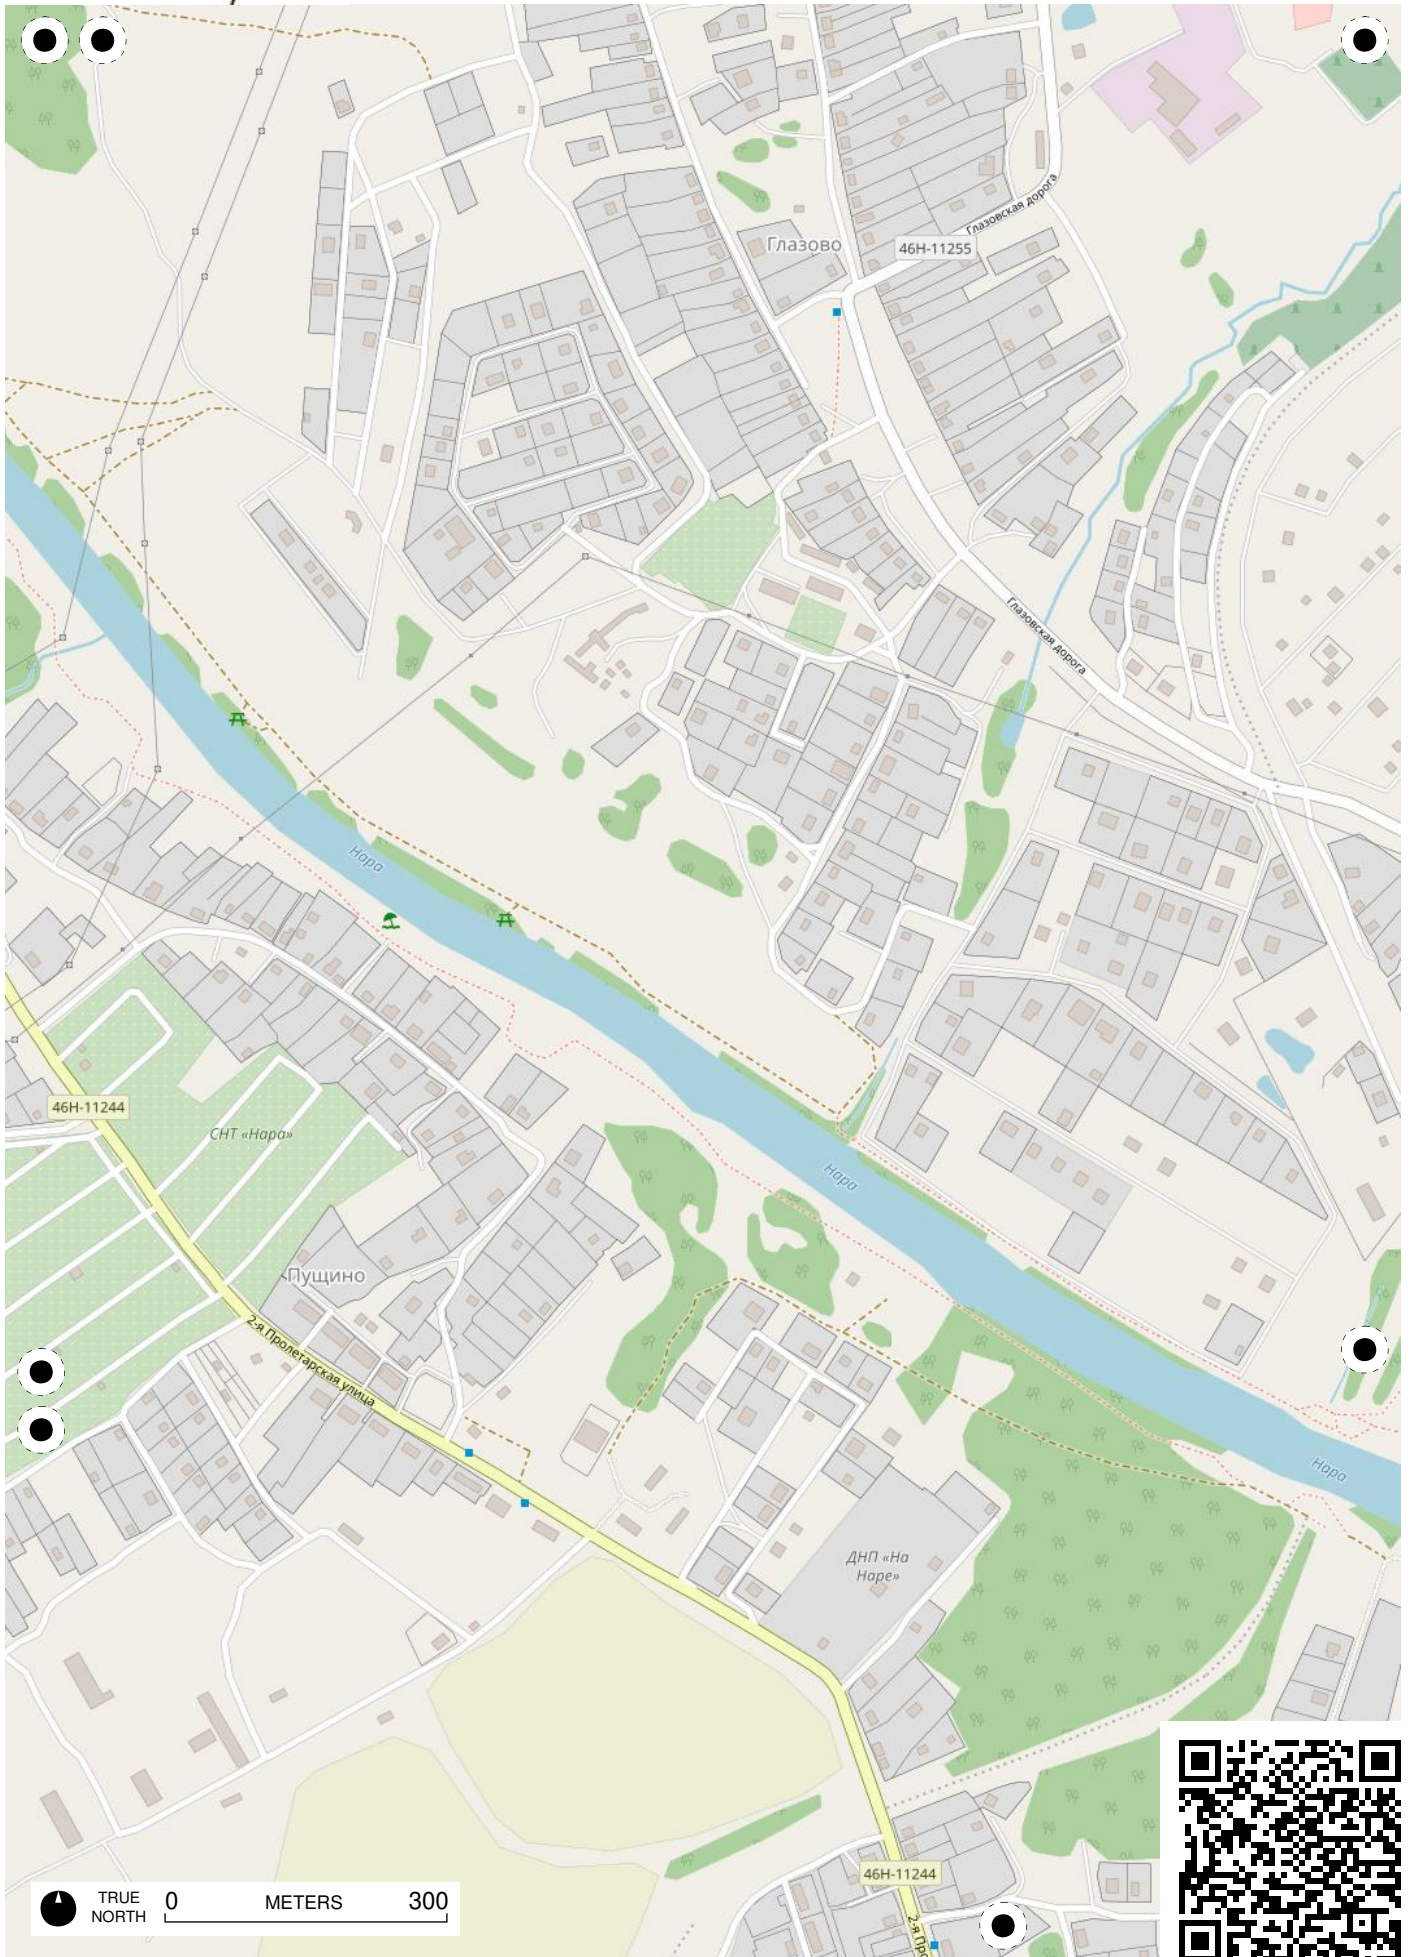 Глазовская дорога
Глазово
46Н-11255
Глазовская дорога
Нара
46Н-11244
СНТ «Нара»
Нара
Пущино
2-я Пролетарская улица
Нара
ДНП «На
Наре»
46Н-11244
2-я Про
TRUE
NORTH
0 METERS 300